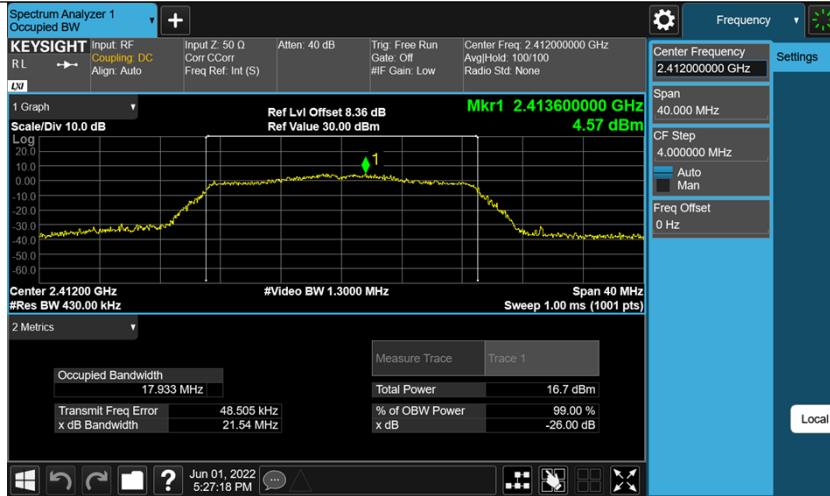 Spectrum Analyzer 1
Occupied BW
+
Frequency
KEYSIGHT
RL
LXI
Input: RF
Coupling: DC
Align: Auto
Input Z: 50 Ω
Corr CCorr
Freq Ref: Int (S)
Atten: 40 dB
Trig: Free Run
Gate: Off
#IF Gain: Low
Center Freq: 2.412000000 GHz
Avg|Hold: 100/100
Radio Std: None
Center Frequency
2.412000000 GHz
Settings
Span
40.000 MHz
CF Step
4.000000 MHz
Auto
Man
Freq Offset
0 Hz
1 Graph
Scale/Div 10.0 dB
Ref Lvl Offset 8.36 dB
Ref Value 30.00 dBm
Mkr1 2.413600000 GHz
4.57 dBm
Log
20.0
10.0
0.00
-10.0
-20.0
-30.0
-40.0
-50.0
-60.0
1
Center 2.41200 GHz
#Res BW 430.00 kHz
#Video BW 1.3000 MHz
Span 40 MHz
Sweep 1.00 ms (1001 pts)
2 Metrics
Measure Trace Trace 1
Occupied Bandwidth
17.933 MHz
Total Power 16.7 dBm
Transmit Freq Error 48.505 kHz
% of OBW Power 99.00 %
x dB Bandwidth 21.54 MHz
x dB -26.00 dB
Local
?
Jun 01, 2022
5:27:18 PM